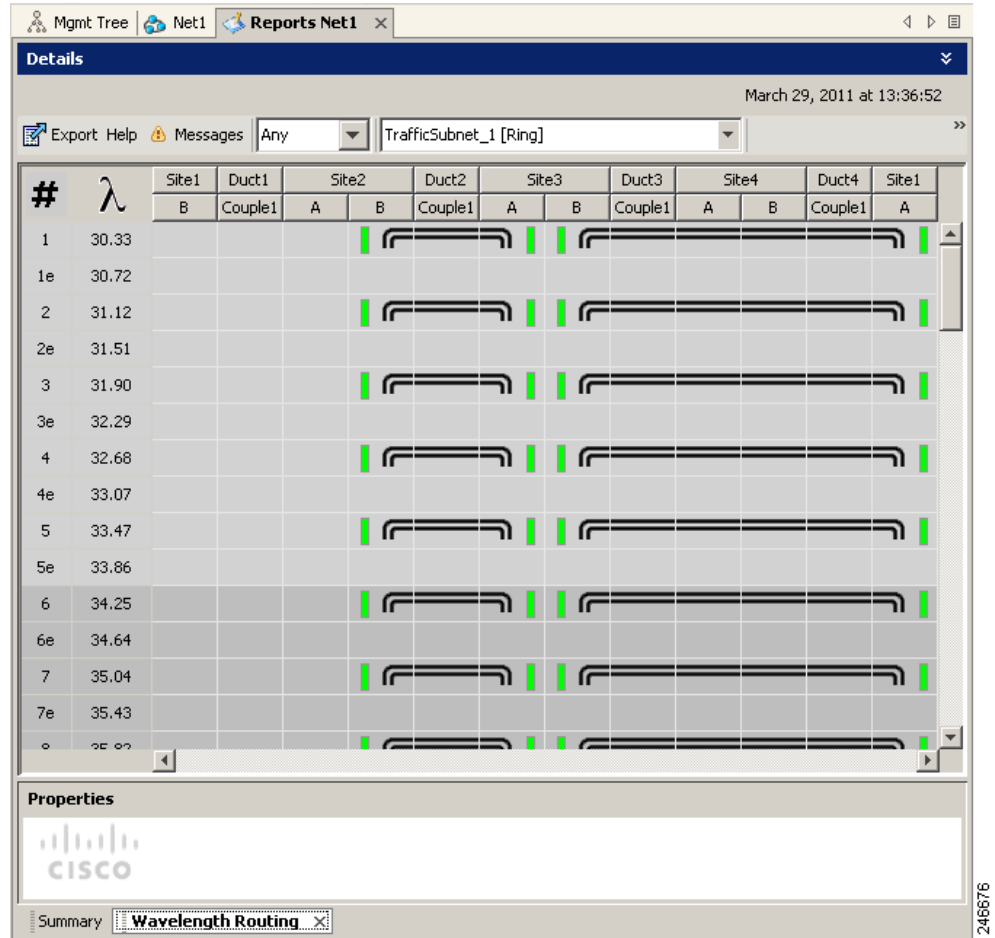 Mgmt Tree Net1 Reports Net1
Details
March 29, 2011 at 13:36:52
Export Help Messages Any TrafficSubnet_1 [Ring] »
# λ Site1 Duct1 Site2 Duct2 Site3 Duct3 Site4 Duct4 Site1
B Couple1 A B Couple1 A B Couple1 A B Couple1 A
1 30.33
1e 30.72
2 31.12
2e 31.51
3 31.90
3e 32.29
4 32.68
4e 33.07
5 33.47
5e 33.86
6 34.25
6e 34.64
7 35.04
7e 35.43
8 35.82
Properties
CISCO
Summary Wavelength Routing
246676